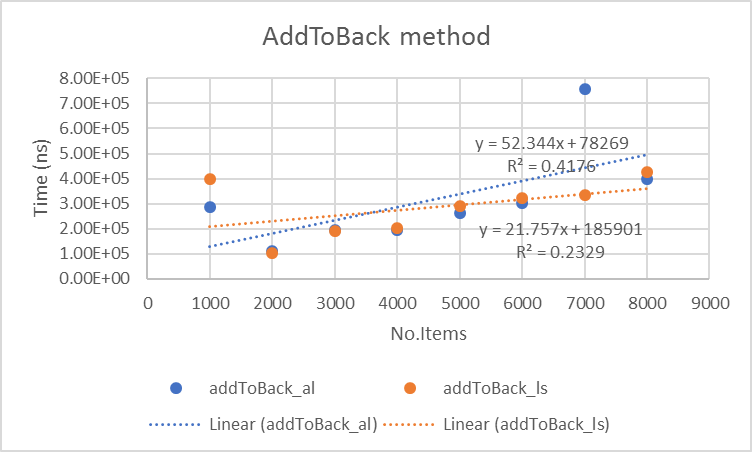 AddToBack method
8.00E+05
7.00E+05
6.00E+05
5.00E+05
4.00E+05
3.00E+05
2.00E+05
1.00E+05
0.00E+00
Time (ns)
y = 52.344x + 78269
R² = 0.4176
y = 21.757x + 185901
R² = 0.2329
0 1000 2000 3000 4000 5000 6000 7000 8000 9000
No.Items
addToBack_al addToBack_ls
Linear (addToBack_al) Linear (addToBack_ls)